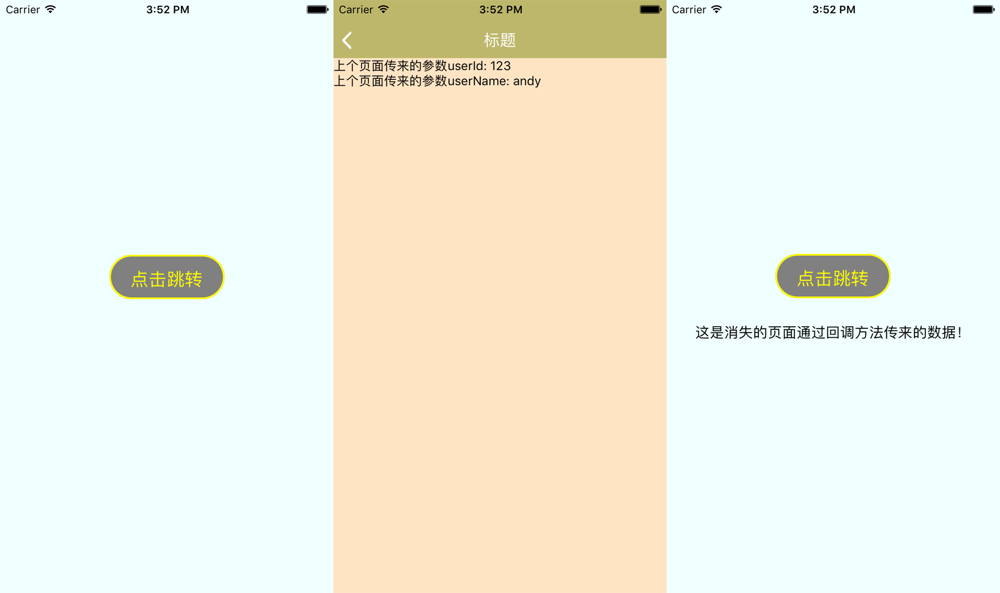 Carrier 3:52 PM
点击跳转
Carrier 3:52 PM
标题
上个页面传来的参数userId: 123
上个页面传来的参数userName: andy
Carrier 3:52 PM
点击跳转
这是消失的页面通过回调方法传来的数据！